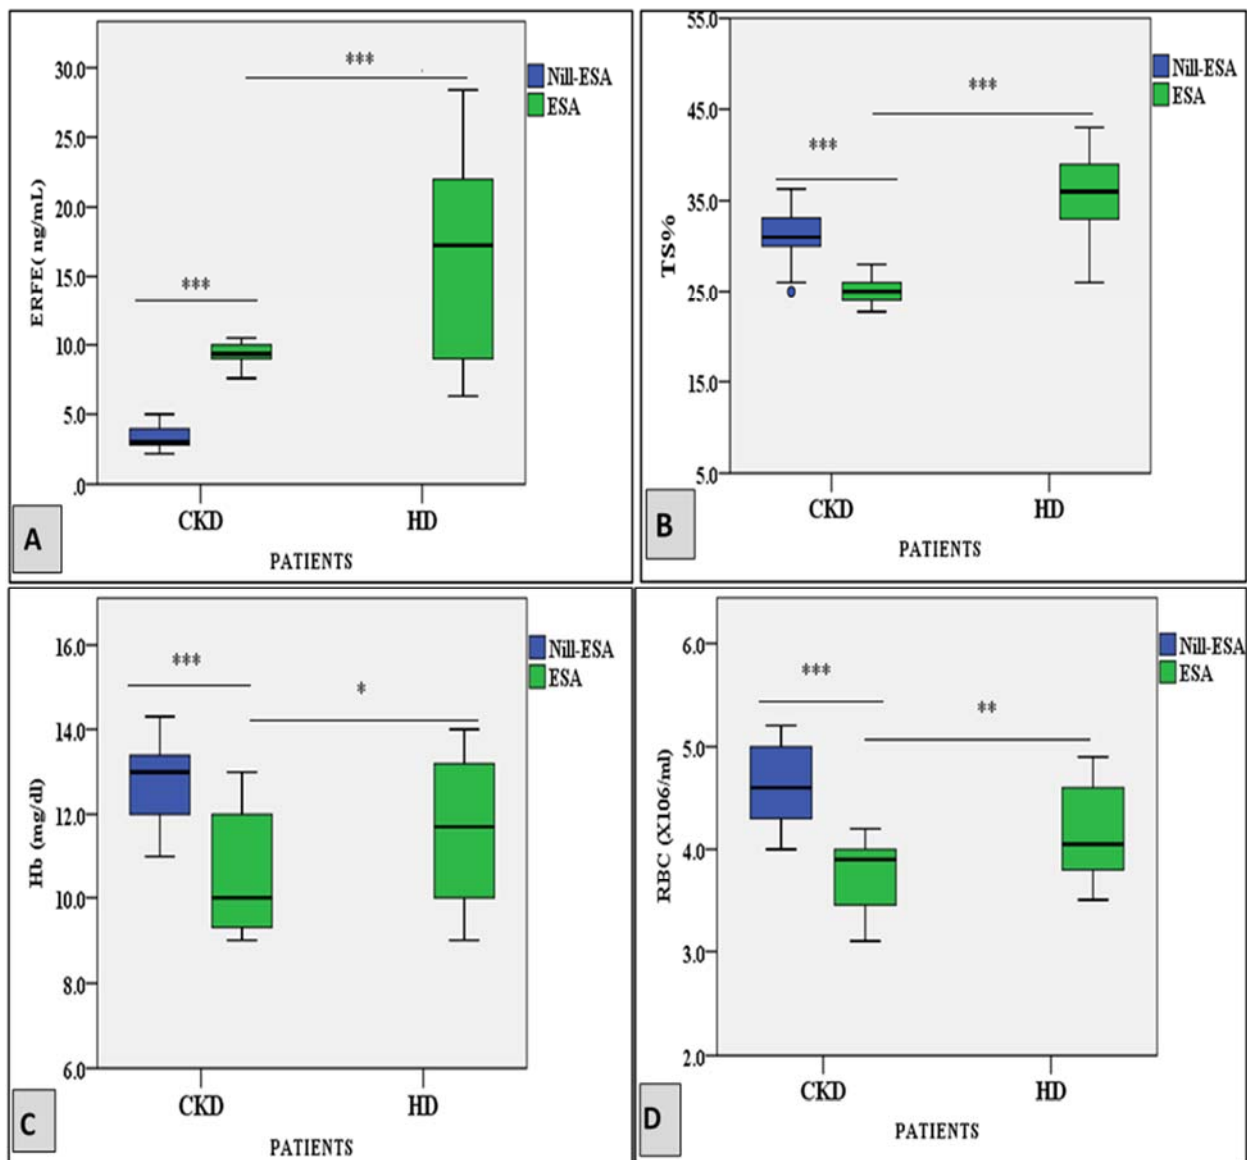 30.0
25.0
20.0
15.0
10.0
5.0
.0
ERFE( ng/mL)
***
***
Nill-ESA
ESA
CKD HD
PATIENTS
A
55.0
45.0
35.0
25.0
15.0
5.0
TS%
***
***
Nill-ESA
ESA
CKD HD
PATIENTS
B
16.0
14.0
12.0
10.0
8.0
6.0
Hb (mg/dl)
***
*
Nill-ESA
ESA
CKD HD
PATIENTS
C
6.0
5.0
4.0
3.0
2.0
RBC (X106/ml)
***
**
Nill-ESA
ESA
CKD HD
PATIENTS
D